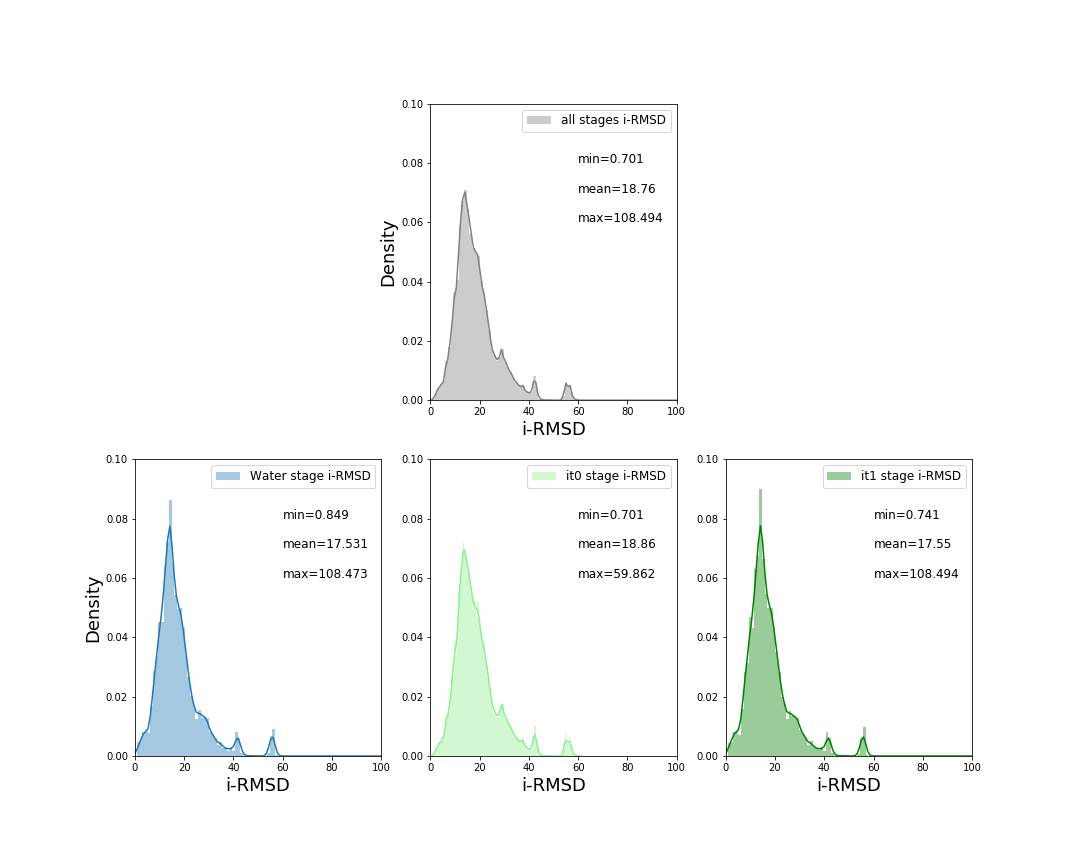 all stages i-RMSD
min=0.701
mean=18.76
max=108.494
Density
0.10
0.08
0.06
0.04
0.02
0.00
0 20 40 60 80 100
i-RMSD
Water stage i-RMSD
min=0.849
mean=17.531
max=108.473
Density
0.10
0.08
0.06
0.04
0.02
0.00
0 20 40 60 80 100
i-RMSD
it0 stage i-RMSD
min=0.701
mean=18.86
max=59.862
0.10
0.08
0.06
0.04
0.02
0.00
0 20 40 60 80 100
i-RMSD
it1 stage i-RMSD
min=0.741
mean=17.55
max=108.494
0.10
0.08
0.06
0.04
0.02
0.00
0 20 40 60 80 100
i-RMSD